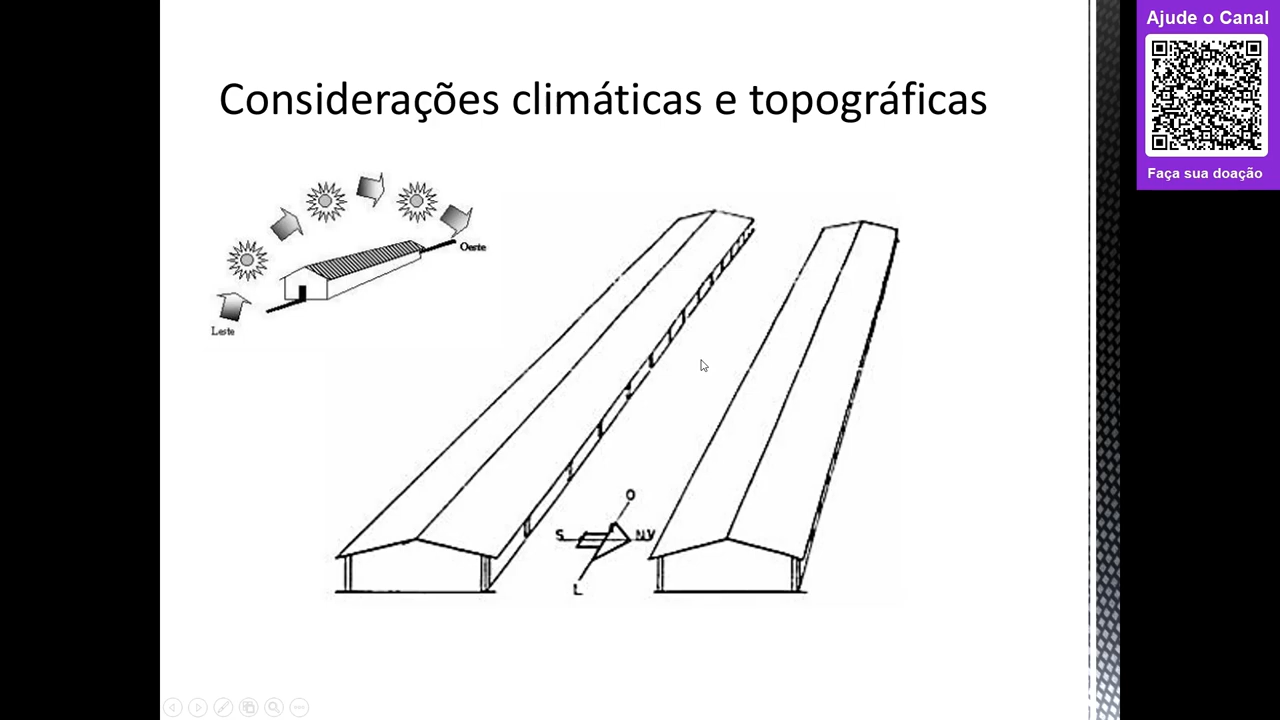 Considerações climáticas e topográficas
Ajude o Canal
Faça sua doação
Oeste
Leste
O
S
L